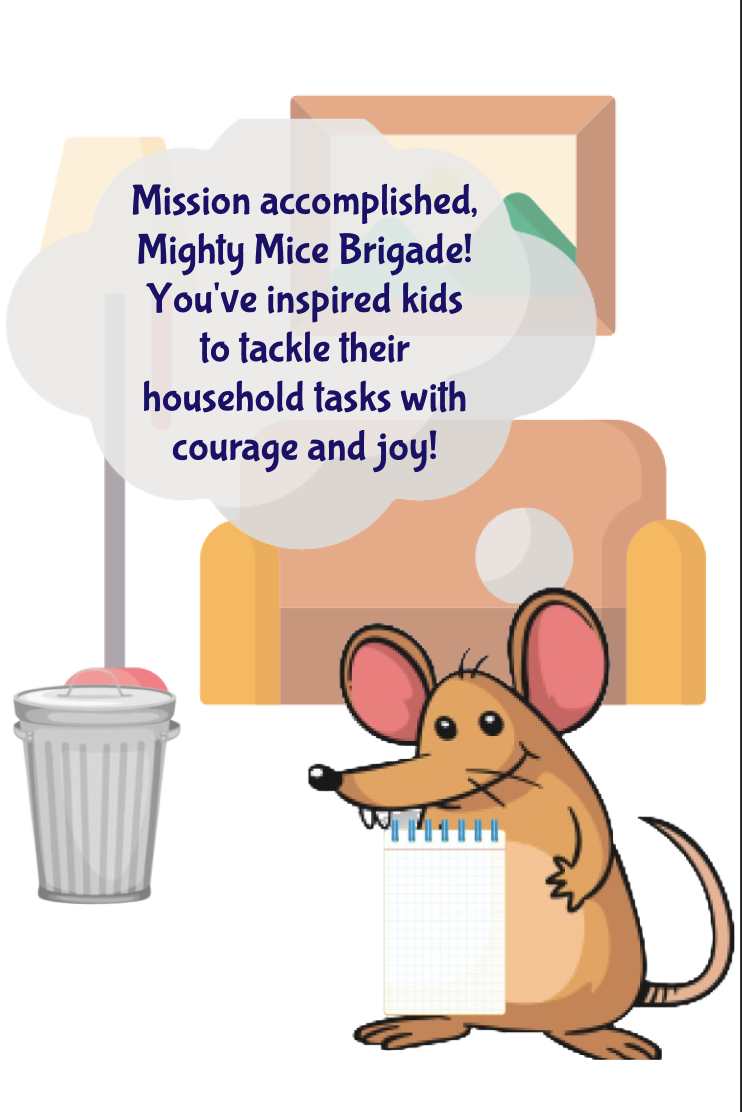 Mission accomplished,
Mighty Mice Brigade!
You've inspired kids
to tackle their
household tasks with
courage and joy!